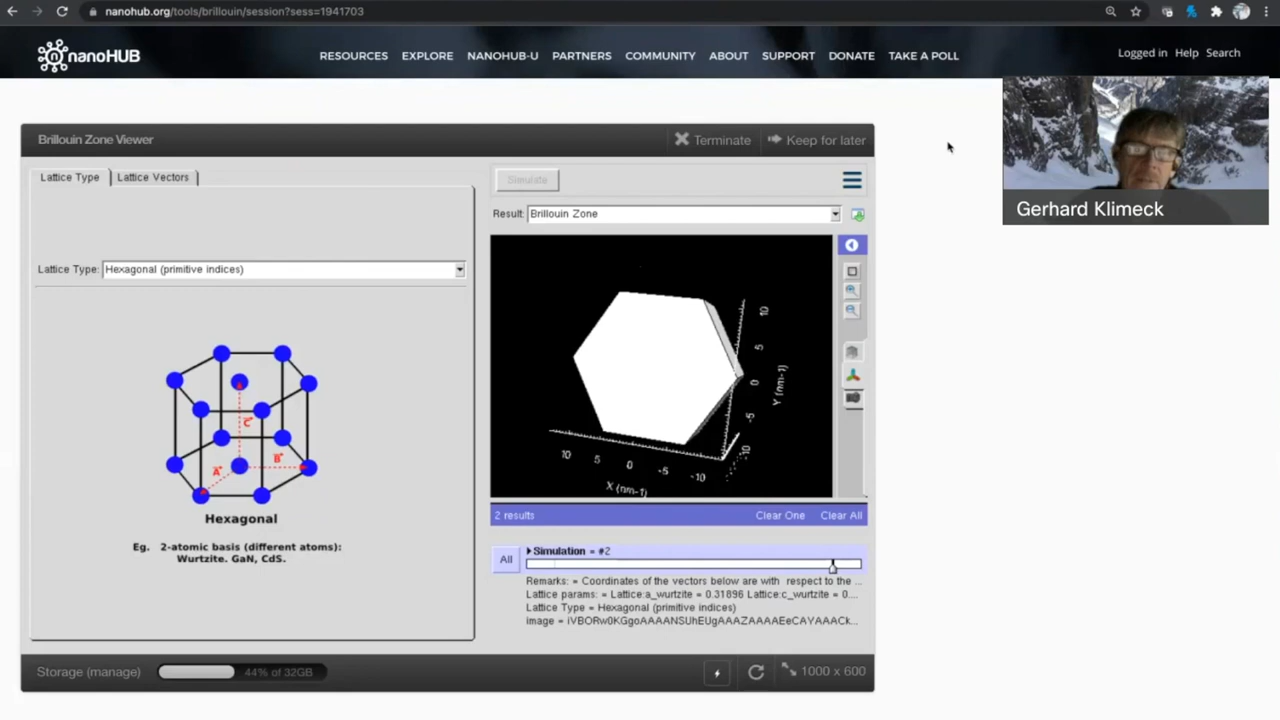 nanohub.org/tools/brillouin/session?sess=1941703
nanoHUB
RESOURCES EXPLORE NANOHUB-U PARTNERS COMMUNITY ABOUT SUPPORT DONATE TAKE A POLL
Logged in Help Search
Gerhard Klimeck
Brillouin Zone Viewer
Terminate
Keep for later
Lattice Type
Lattice Vectors
Lattice Type: Hexagonal (primitive indices)
C
A
B
Hexagonal
Eg. 2-atomic basis (different atoms):
Wurtzite. GaN, CdS.
Simulate
Result: Brillouin Zone
10
5
0
-5
-10
Y (nm-1)
10 5 0 -5 -10
X (nm-1)
2 results
Clear One
Clear All
All
Simulation = #2
Remarks: = Coordinates of the vectors below are with respect to the ...
Lattice params: = Lattice:a_wurtzite = 0.31896 Lattice:c_wurtzite = 0....
Lattice Type = Hexagonal (primitive indices)
image = iVBORw0KGgoAAAANSUhEUgAAAZAAAAEeCAYAAACk...
Storage (manage)
44% of 32GB
1000 x 600